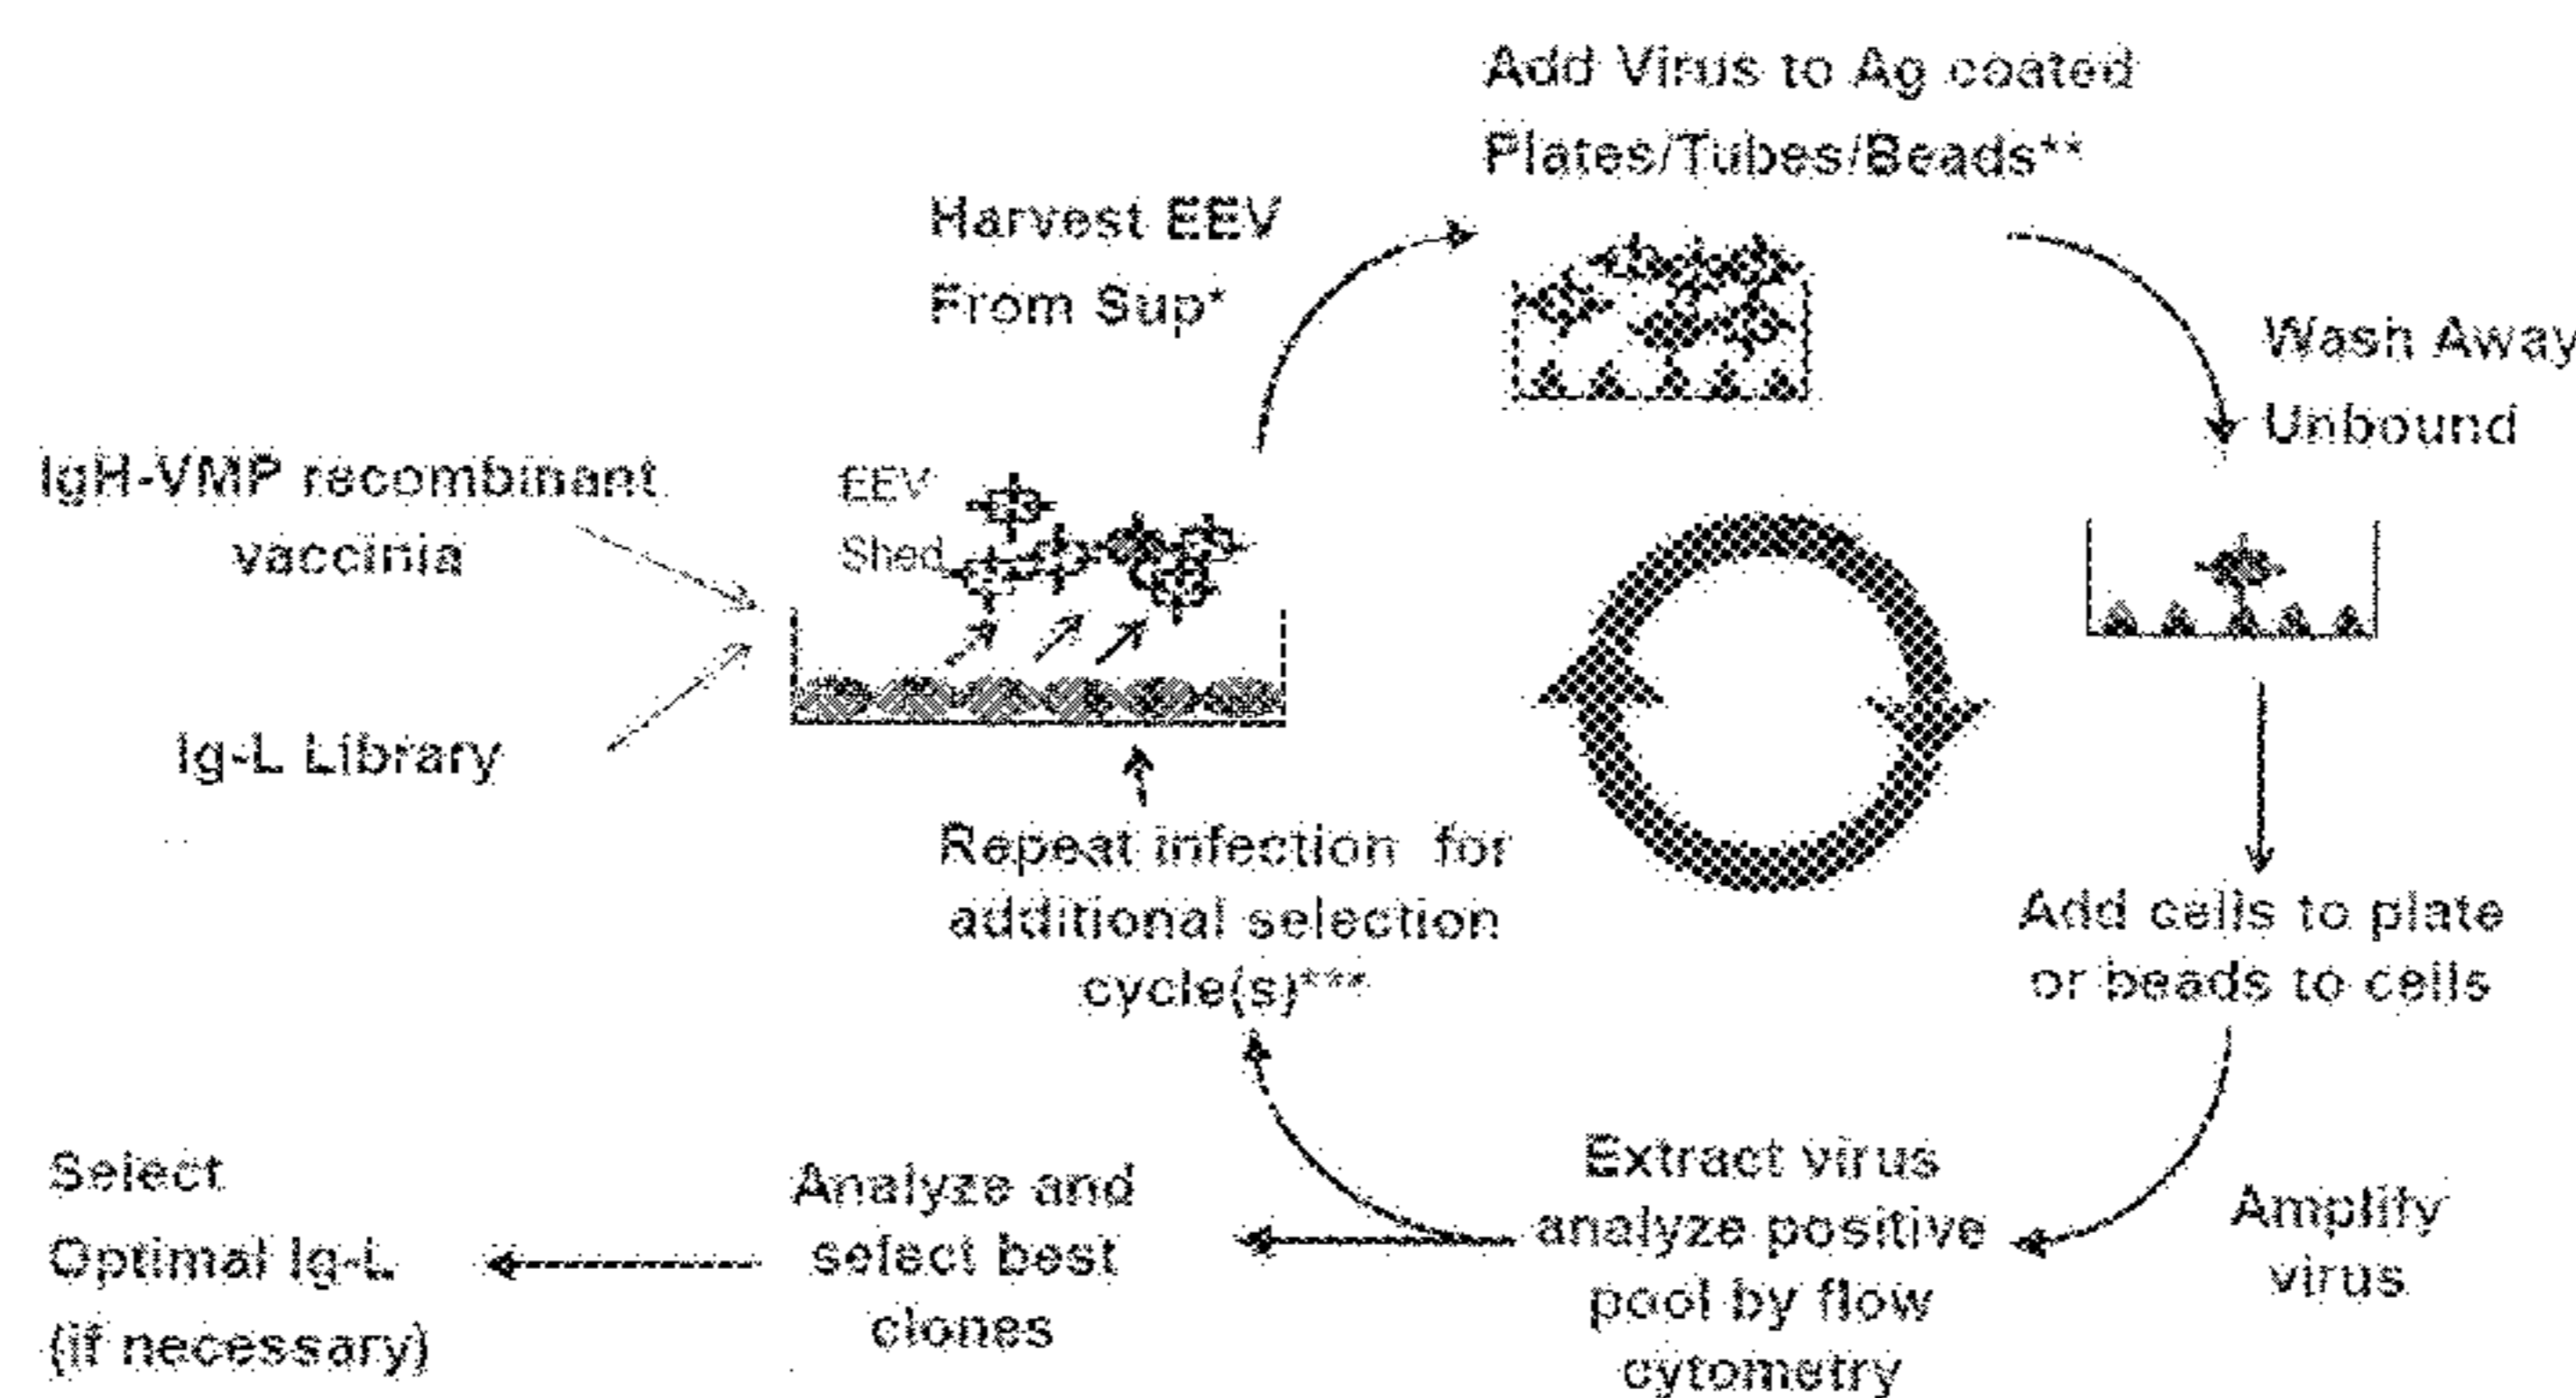 Add Virus to Ag coated
Plates/Tubes/Beads**
Harvest EEV
From Sup*
Wash Away
Unbound
IgH-VMP recombinant
vaccinia
EEV
Shed
Ig-L Library
Repeat infection for
additional selection
cycle(s)***
Add cells to plate
or beads to cells
Amplify
virus
Extract virus
analyze positive
pool by flow
cytometry
Analyze and
select best
clones
Select
Optimal Ig-L
(if necessary)